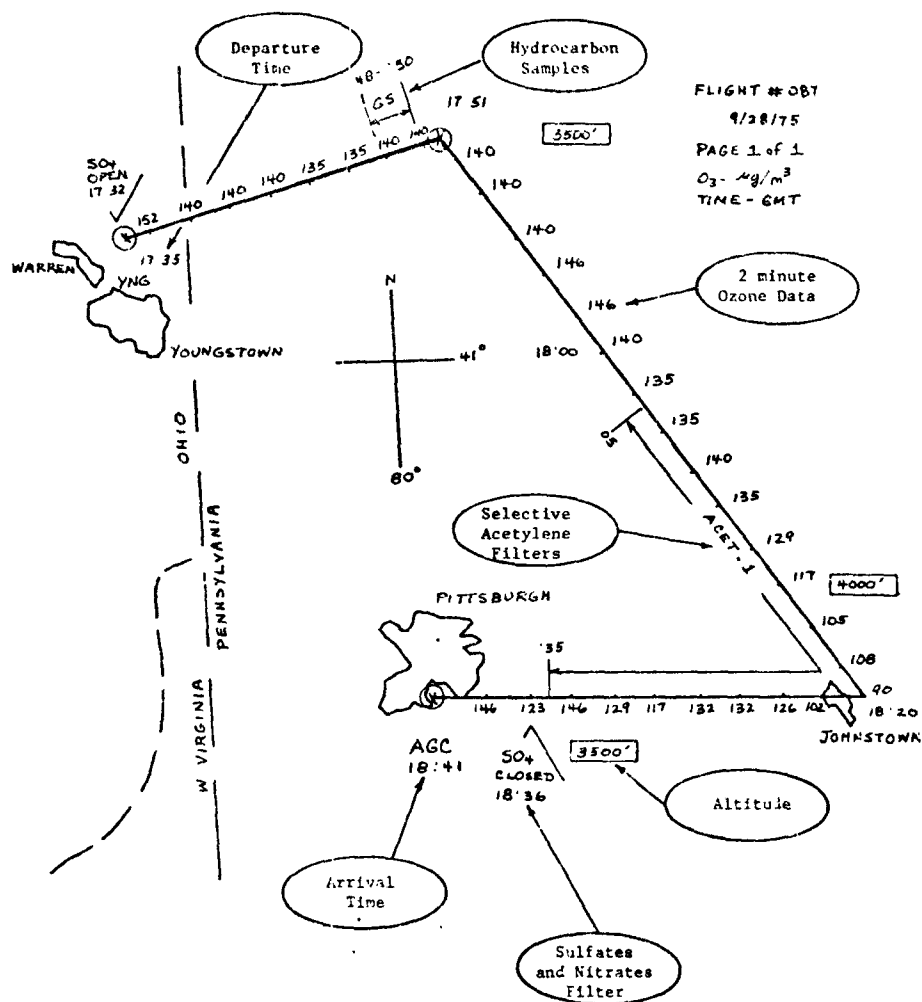 Departure
Time
Hydrocarbon
Samples
48- '50
GS
17 51
3500'
FLIGHT # 087
9/28/75
PAGE 1 of 1
O3- µg/m3
TIME - GMT
SO4
OPEN
17 32
152
140
140
140
135
135
140
140
17 35
WARREN
YNG
YOUNGSTOWN
140
140
140
146
146
140
18'00
135
135
140
135
129
117
105
108
90
18'20
2 minute
Ozone Data
N
41°
80°
OHIO
PENNSYLVANIA
W VIRGINIA
05
ACET. 1
Selective
Acetylene
Filters
4000'
PITTSBURGH
'35
146
123
146
129
117
132
132
126
102
JOHNSTOWN
AGC
18:41
SO4
CLOSED
18'36
3500'
Altitude
Arrival
Time
Sulfates
and Nitrates
Filter